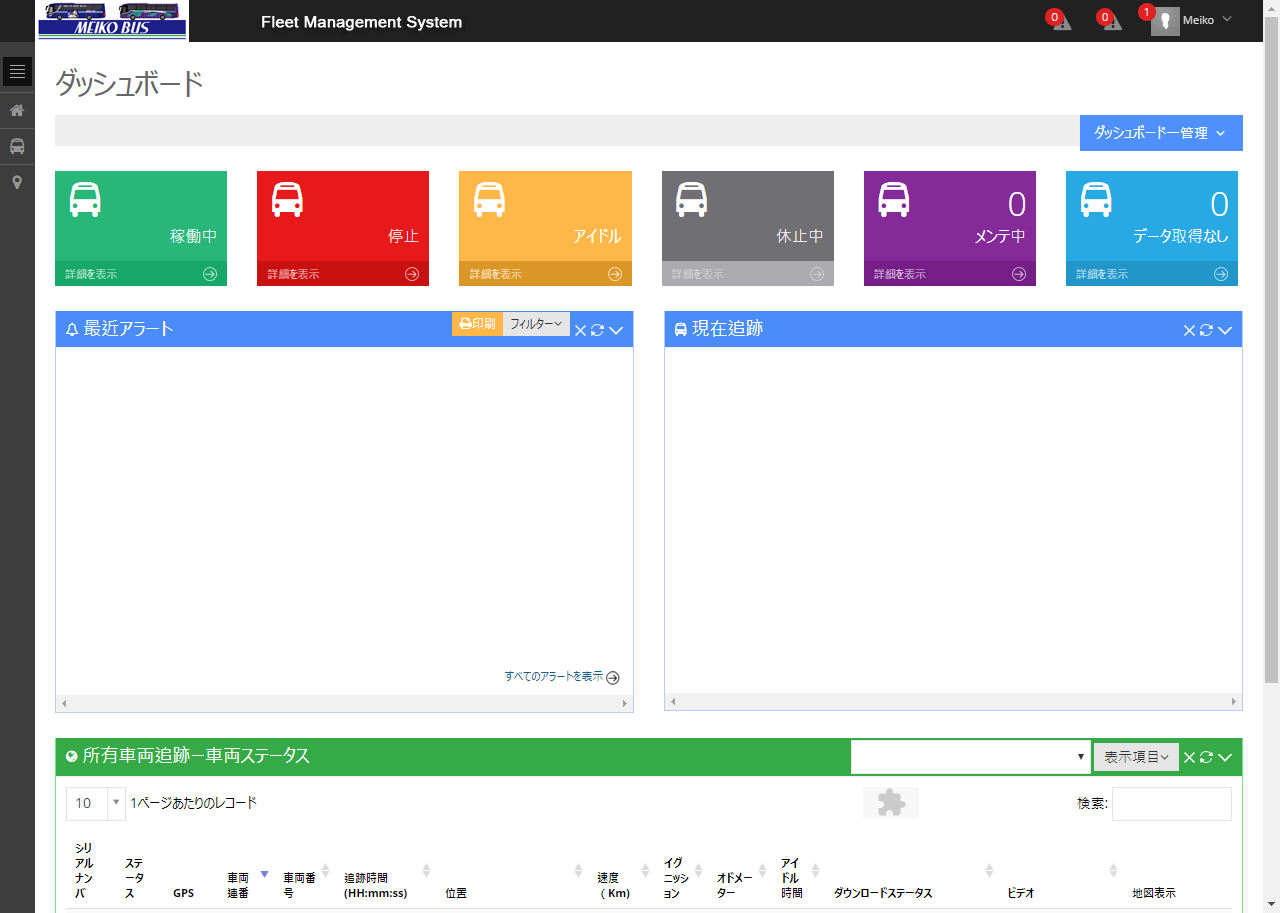 MEIKO BUS
Fleet Management System
0
0
1
Meiko
ダッシュボード
ダッシュボードー管理
稼働中
詳細を表示
停止
詳細を表示
アイドル
詳細を表示
休止中
詳細を表示
0
メンテ中
詳細を表示
0
データ取得なし
詳細を表示
最近アラート
印刷
フィルター
すべてのアラートを表示
現在追跡
所有車両追跡ー車両ステータス
表示項目
10
1ページあたりのレコード
検索:
シリ
アル
ナン
バ
ステ
ータ
ス
GPS
車両
連番
車両番
号
追跡時間
(HH:mm:ss)
位置
速度
( Km)
イグ
ニッシ
ョン
オドメー
ター
アイ
ドル
時間
ダウンロードステータス
ビデオ
地図表示